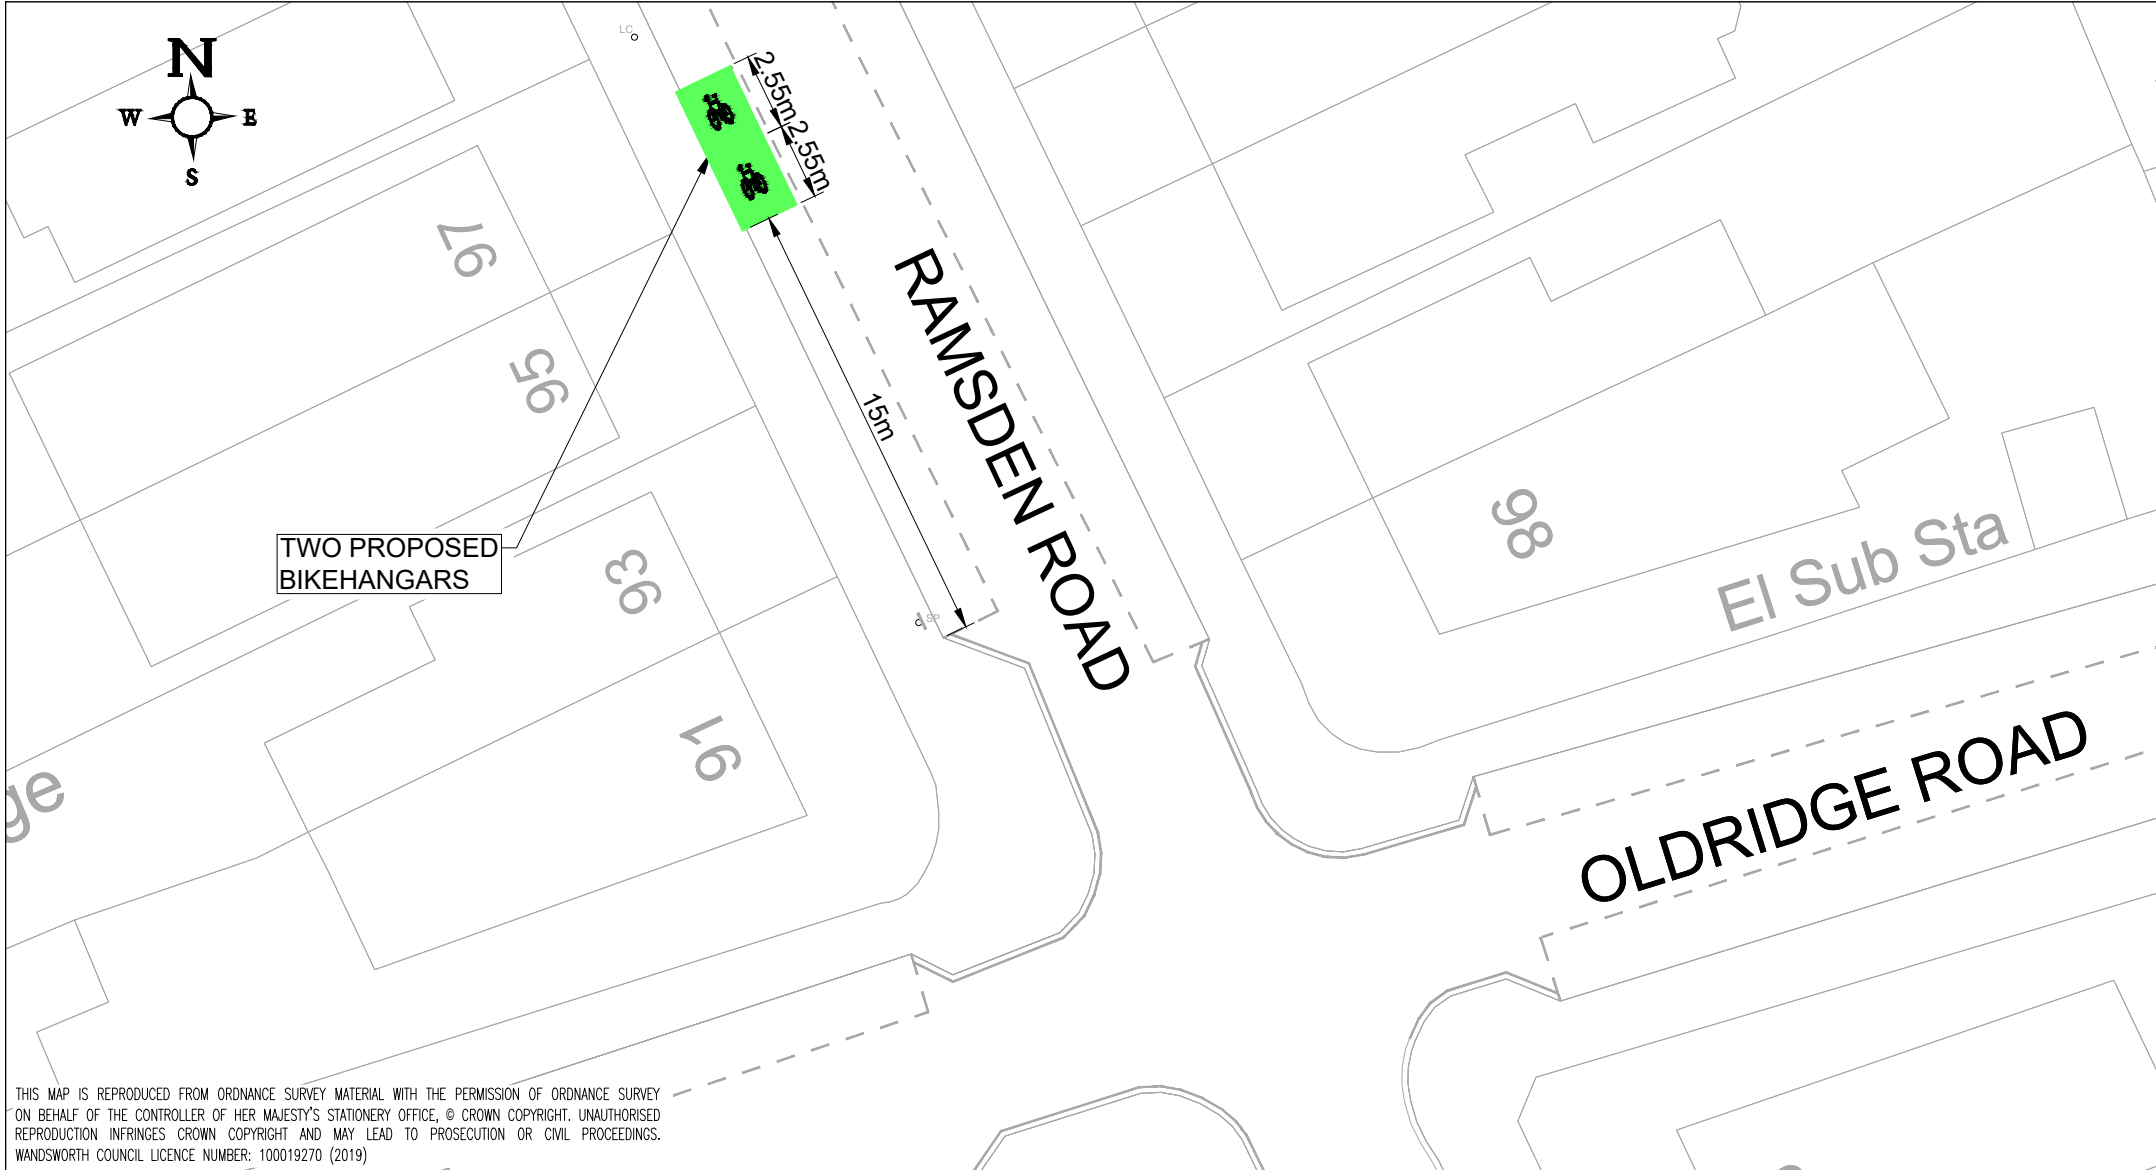 LC
N
W
E
S
2.55m
2.55m
97
95
RAMSDEN ROAD
15m
TWO PROPOSED
BIKEHANGARS
93
SP
98
El Sub Sta
91
ge
OLDRIDGE ROAD
THIS MAP IS REPRODUCED FROM ORDNANCE SURVEY MATERIAL WITH THE PERMISSION OF ORDNANCE SURVEY
ON BEHALF OF THE CONTROLLER OF HER MAJESTY'S STATIONERY OFFICE, © CROWN COPYRIGHT. UNAUTHORISED
REPRODUCTION INFRINGES CROWN COPYRIGHT AND MAY LEAD TO PROSECUTION OR CIVIL PROCEEDINGS.
WANDSWORTH COUNCIL LICENCE NUMBER: 100019270 (2019)